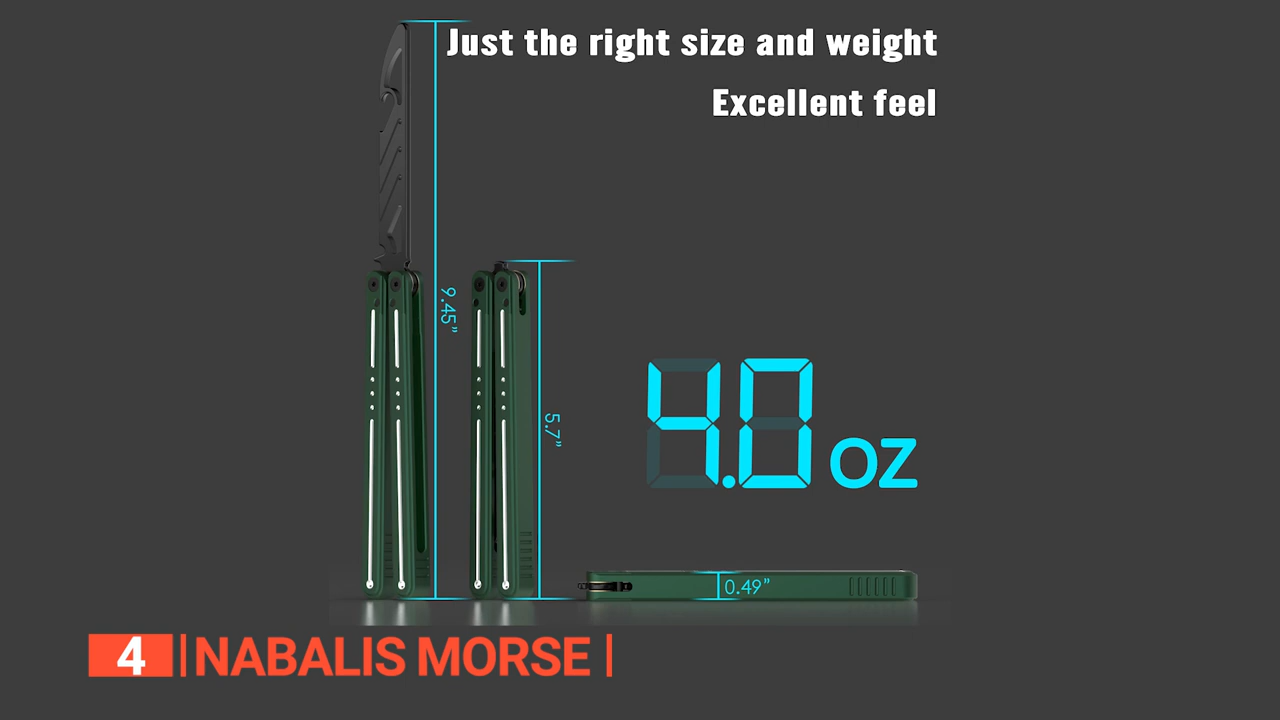 Just the right size and weight
Excellent feel
9.45”
5.7”
4.0 oz
0.49”
4 NABALIS MORSE